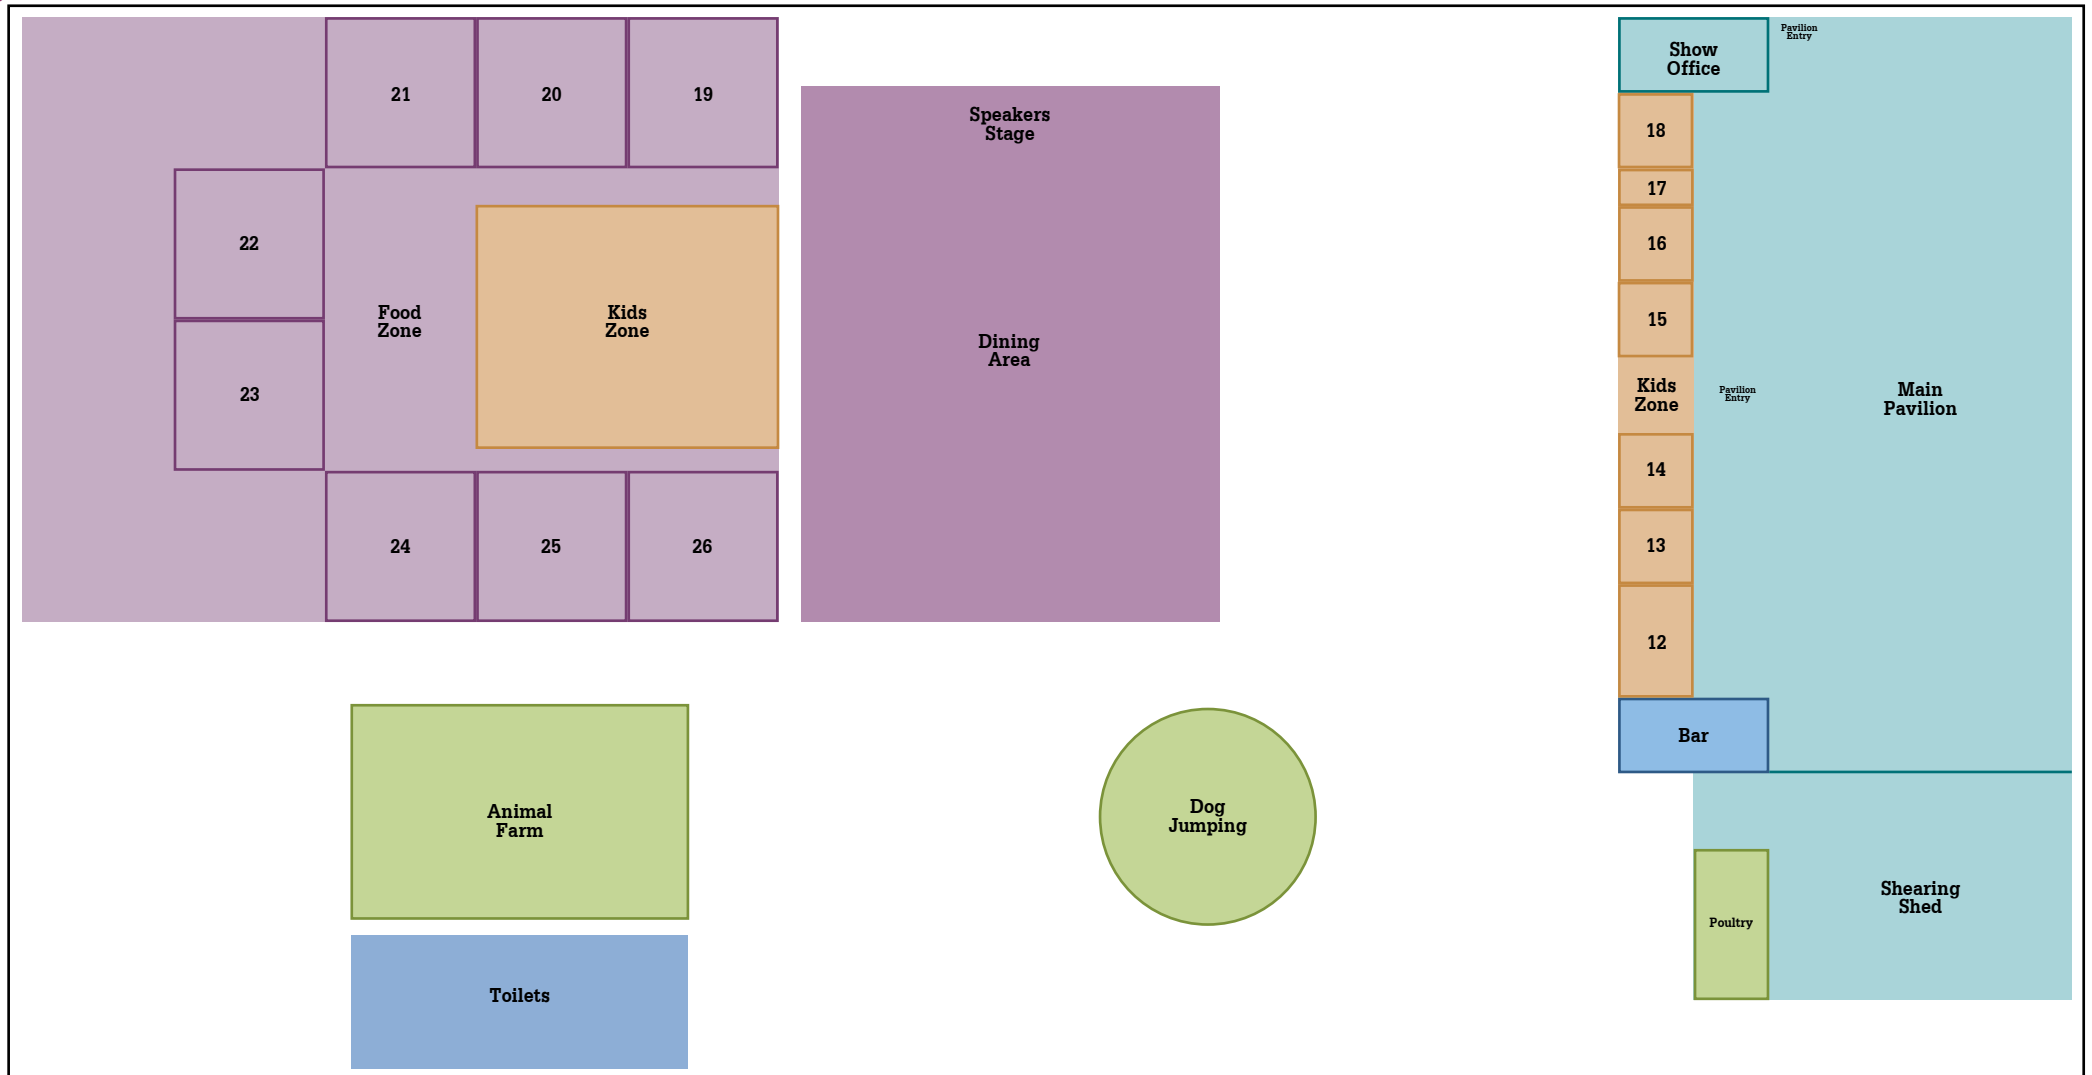 21
20
19
22
23
Food
Zone
Kids
Zone
24
25
26
Speakers
Stage
Dining
Area
Show
Office
Pavilion
Entry
18
17
16
15
Kids
Zone
Pavilion
Entry
Main
Pavilion
14
13
12
Bar
Animal
Farm
Dog
Jumping
Shearing
Shed
Poultry
Toilets